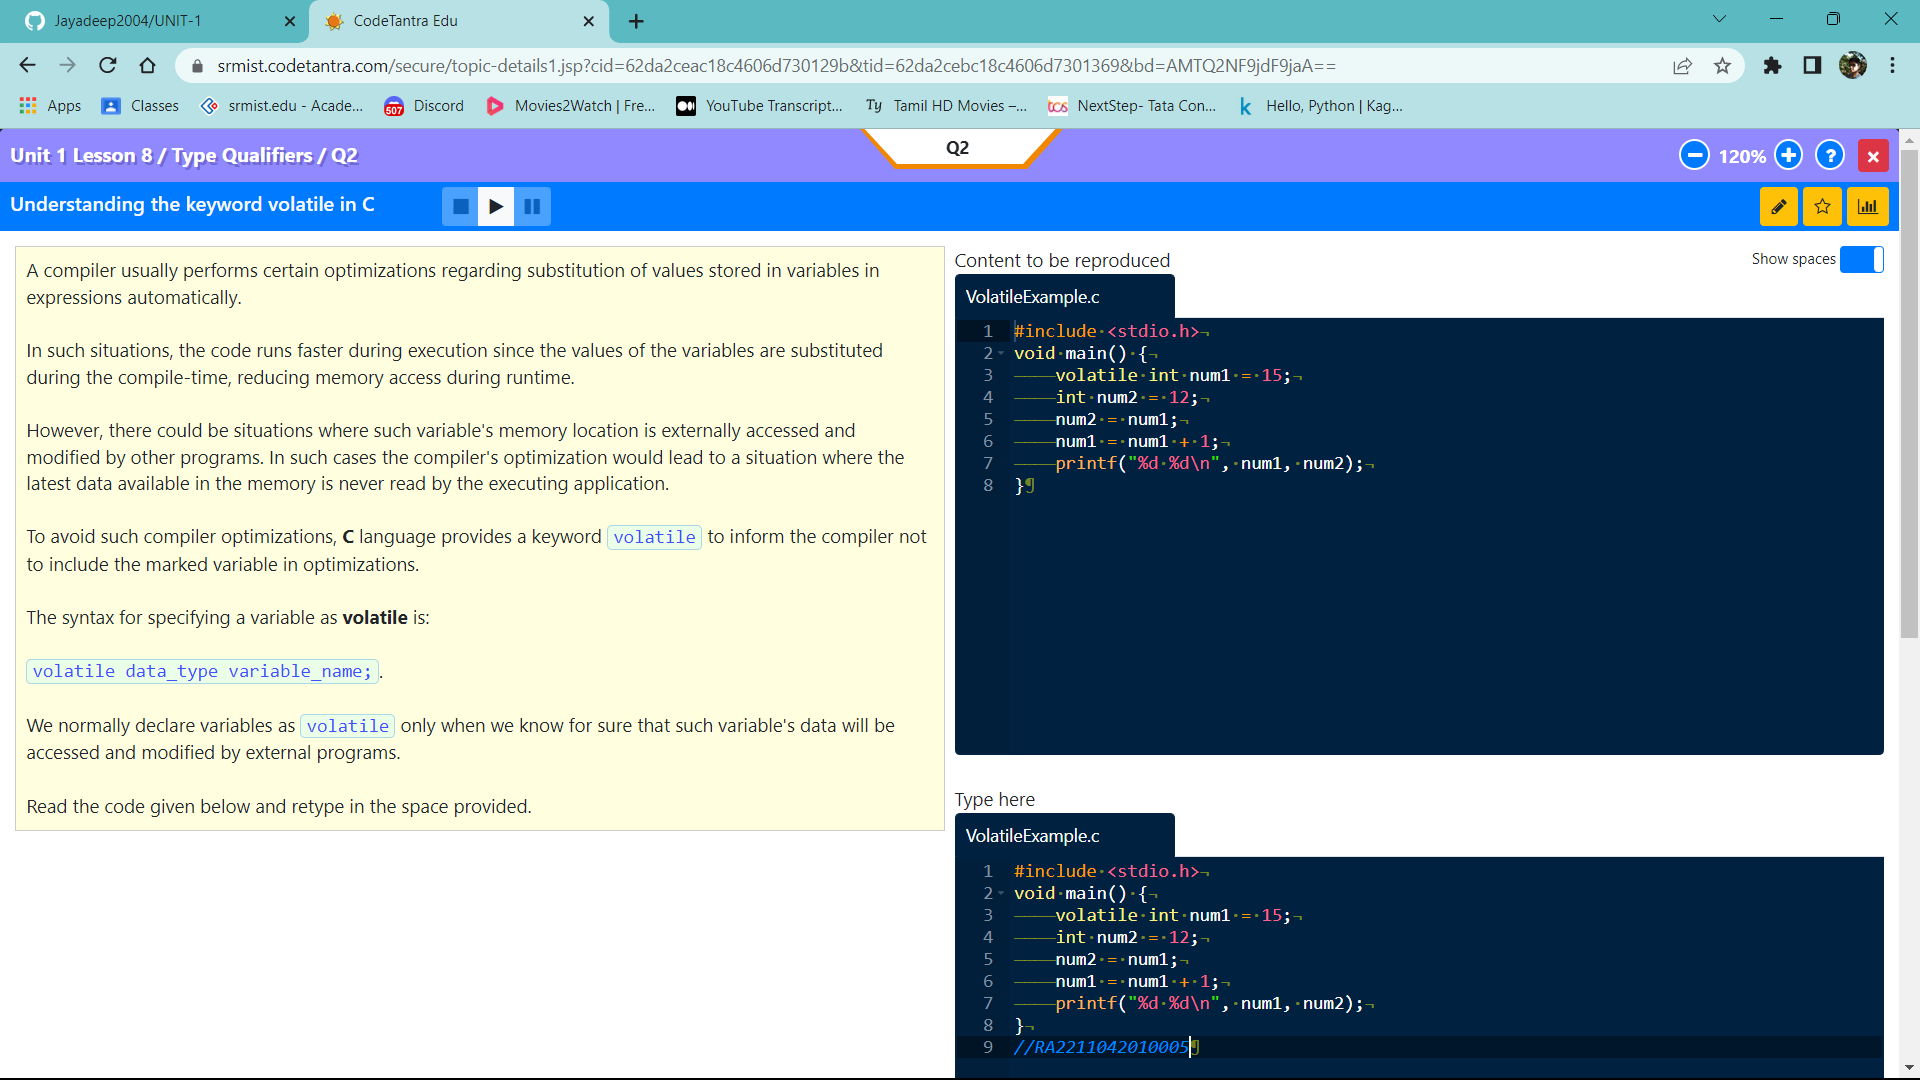 Jayadeep2004/UNIT-1
CodeTantra Edu
srmist.codetantra.com/secure/topic-details1.jsp?cid=62da2ceac18c4606d730129b&tid=62da2cebc18c4606d7301369&bd=AMTQ2NF9jdF9jaA==
Apps
Classes
srmist.edu - Acade...
507
Discord
Movies2Watch | Fre...
YouTube Transcript...
Ty
Tamil HD Movies –...
tcs
NextStep- Tata Con...
k
Hello, Python | Kag...
Unit 1 Lesson 8 / Type Qualifiers / Q2
Q2
120%
?
Understanding the keyword volatile in C
A compiler usually performs certain optimizations regarding substitution of values stored in variables in
expressions automatically.
In such situations, the code runs faster during execution since the values of the variables are substituted
during the compile-time, reducing memory access during runtime.
However, there could be situations where such variable's memory location is externally accessed and
modified by other programs. In such cases the compiler's optimization would lead to a situation where the
latest data available in the memory is never read by the executing application.
To avoid such compiler optimizations, C language provides a keyword volatile to inform the compiler not
to include the marked variable in optimizations.
The syntax for specifying a variable as volatile is:
volatile data_type variable_name; .
We normally declare variables as volatile only when we know for sure that such variable's data will be
accessed and modified by external programs.
Read the code given below and retype in the space provided.
Content to be reproduced
Show spaces
VolatileExample.c
1 #include·<stdio.h>¬
2 void·main()·{¬
3 ————volatile·int·num1·=·15;¬
4 ————int·num2·=·12;¬
5 ————num2·=·num1;¬
6 ————num1·=·num1·+·1;¬
7 ————printf("%d·%d\n",·num1,·num2);¬
8 }¶
Type here
VolatileExample.c
1 #include·<stdio.h>¬
2 void·main()·{¬
3 ————volatile·int·num1·=·15;¬
4 ————int·num2·=·12;¬
5 ————num2·=·num1;¬
6 ————num1·=·num1·+·1;¬
7 ————printf("%d·%d\n",·num1,·num2);¬
8 }¬
9 //RA2211042010005¶